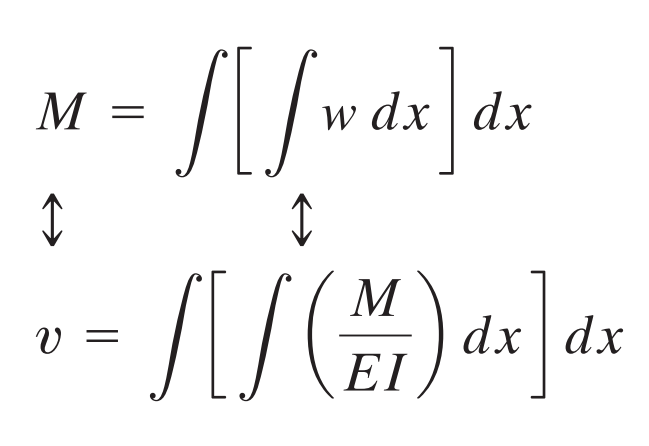 M = ∫[∫ w dx] dx
↕ ↕
v = ∫[∫(M/EI) dx] dx